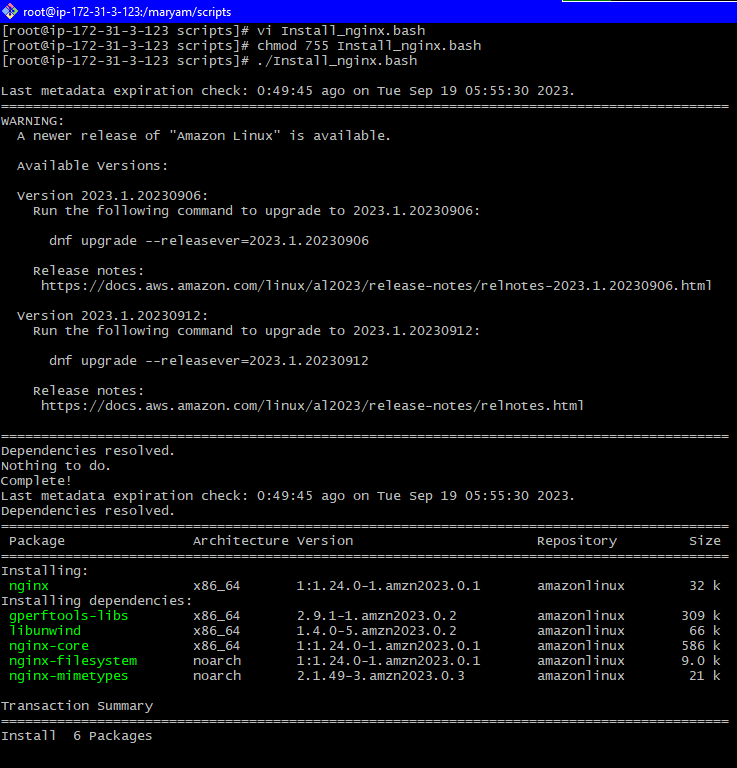 root@ip-172-31-3-123:/maryam/scripts
[root@ip-172-31-3-123 scripts]# vi Install_nginx.bash
[root@ip-172-31-3-123 scripts]# chmod 755 Install_nginx.bash
[root@ip-172-31-3-123 scripts]# ./Install_nginx.bash
Last metadata expiration check: 0:49:45 ago on Tue Sep 19 05:55:30 2023.
===========================================================================================
WARNING:
  A newer release of "Amazon Linux" is available.
  Available Versions:
  Version 2023.1.20230906:
    Run the following command to upgrade to 2023.1.20230906:
      dnf upgrade --releasever=2023.1.20230906
    Release notes:
     https://docs.aws.amazon.com/linux/al2023/release-notes/relnotes-2023.1.20230906.html
  Version 2023.1.20230912:
    Run the following command to upgrade to 2023.1.20230912:
      dnf upgrade --releasever=2023.1.20230912
    Release notes:
     https://docs.aws.amazon.com/linux/al2023/release-notes/relnotes.html
===========================================================================================
Dependencies resolved.
Nothing to do.
Complete!
Last metadata expiration check: 0:49:45 ago on Tue Sep 19 05:55:30 2023.
Dependencies resolved.
===========================================================================================
 Package                Architecture Version                       Repository         Size
===========================================================================================
Installing:
 nginx                  x86_64       1:1.24.0-1.amzn2023.0.1       amazonlinux        32 k
Installing dependencies:
 gperftools-libs        x86_64       2.9.1-1.amzn2023.0.2          amazonlinux       309 k
 libunwind              x86_64       1.4.0-5.amzn2023.0.2          amazonlinux        66 k
 nginx-core             x86_64       1:1.24.0-1.amzn2023.0.1       amazonlinux       586 k
 nginx-filesystem       noarch       1:1.24.0-1.amzn2023.0.1       amazonlinux       9.0 k
 nginx-mimetypes        noarch       2.1.49-3.amzn2023.0.3         amazonlinux        21 k
Transaction Summary
===========================================================================================
Install  6 Packages